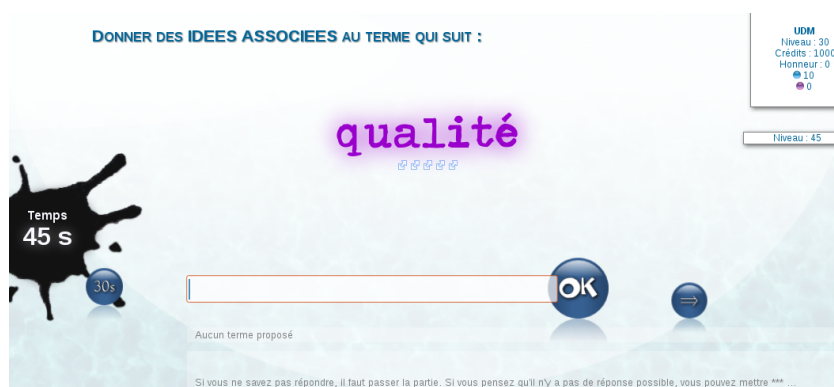 DONNER DES IDEES ASSOCIEES AU TERME QUI SUIT :
UDM
Niveau : 30
Crédits : 1000
Honneur : 0
10
0
qualité
Niveau : 45
Temps
45 s
30s
OK
Aucun terme proposé
Si vous ne savez pas répondre, il faut passer la partie. Si vous pensez qu'il n'y a pas de réponse possible, vous pouvez mettre *** ...